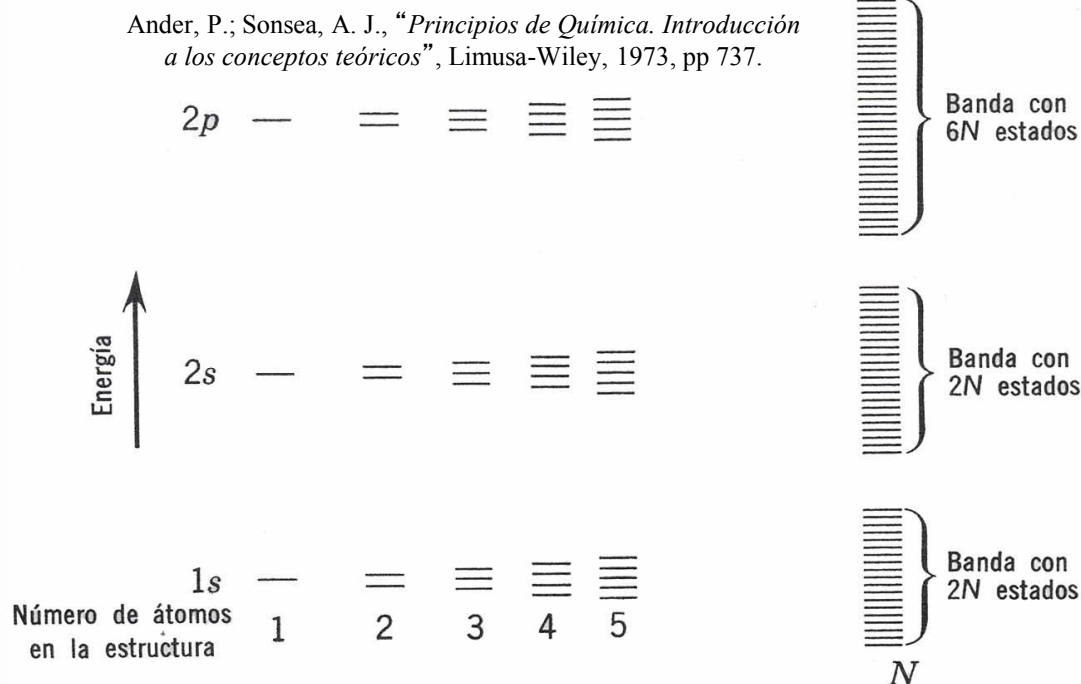 Ander, P.; Sonsea, A. J., “Principios de Química. Introducción
a los conceptos teóricos”, Limusa-Wiley, 1973, pp 737.
2p
Banda con
6N estados
Energía
2s
Banda con
2N estados
1s
Banda con
2N estados
Número de átomos
en la estructura
1 2 3 4 5
N